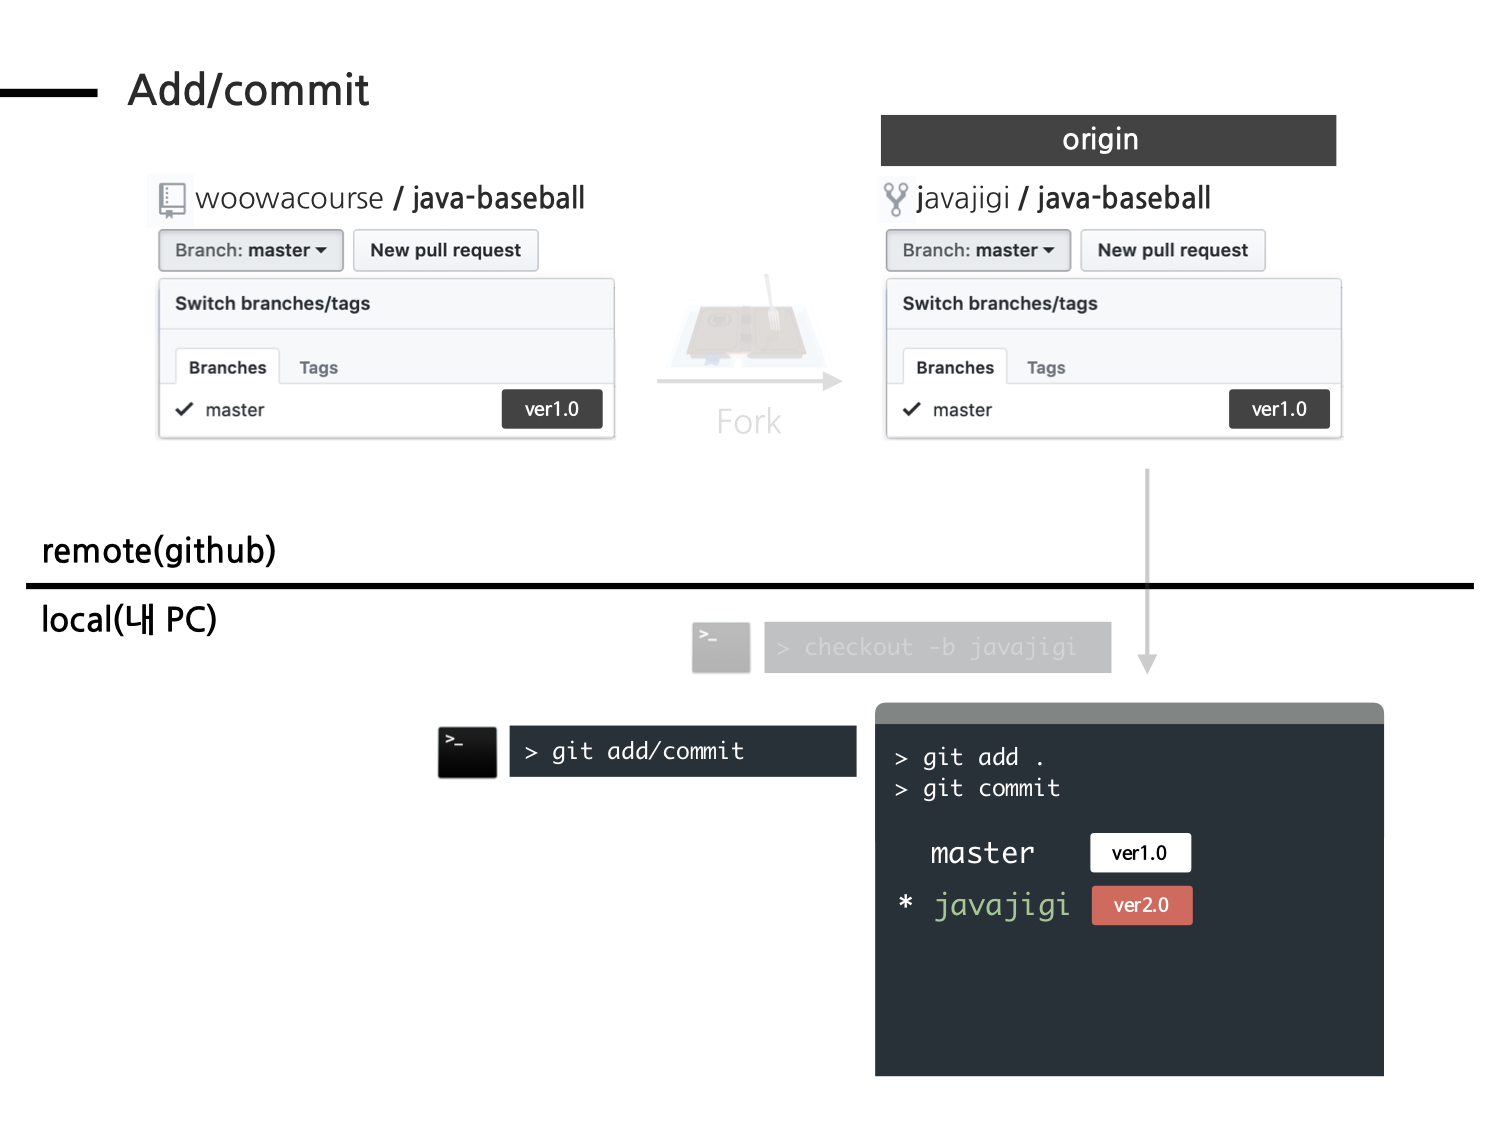 Add/commit
origin
woowacourse / java-baseball
Branch: master
New pull request
Switch branches/tags
Branches
Tags
master
ver1.0
Fork
javajigi / java-baseball
Branch: master
New pull request
Switch branches/tags
Branches
Tags
master
ver1.0
remote(github)
local(내 PC)
>_
> checkout -b javajigi
>_
> git add/commit
> git add .
> git commit
master
ver1.0
* javajigi
ver2.0